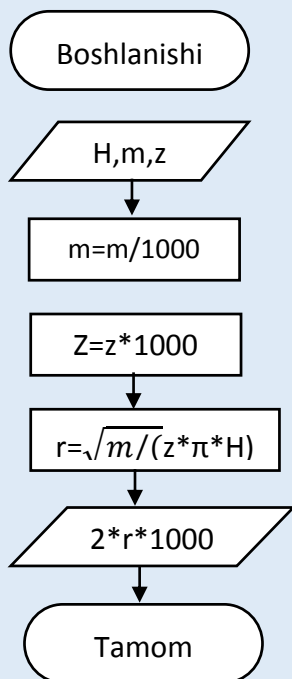 Boshlanishi
H,m,z
m=m/1000
Z=z*1000
r=√m/(z*π*H)
2*r*1000
Tamom